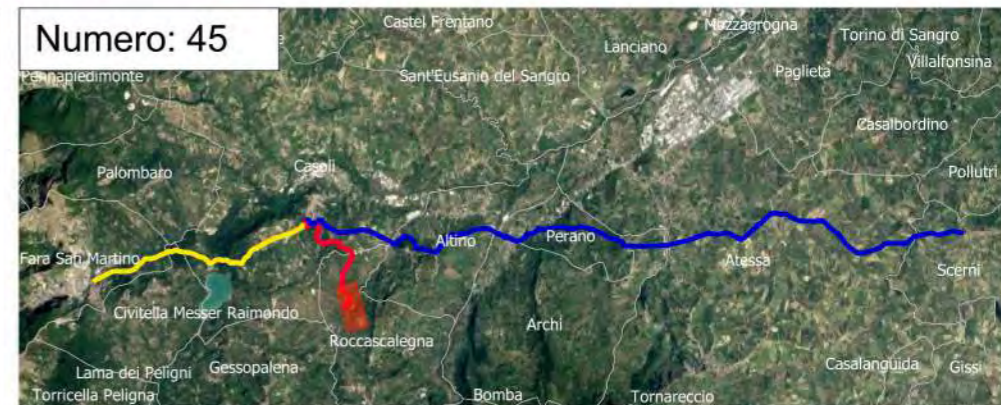 Numero: 45
Castel Frentano
Mozzagrogna
Lanciano
Torino di Sangro
Villalfonsina
Pennapiedimonte
Sant'Eusanio del Sangro
Paglieta
Casalbordino
Palombaro
Casoli
Pollutri
Fara San Martino
Altino
Perano
Atessa
Scerni
Civitella Messer Raimondo
Archi
Roccascalegna
Lama dei Peligni
Gessopalena
Casalanguida
Gissi
Torricella Peligna
Bomba
Tornareccio